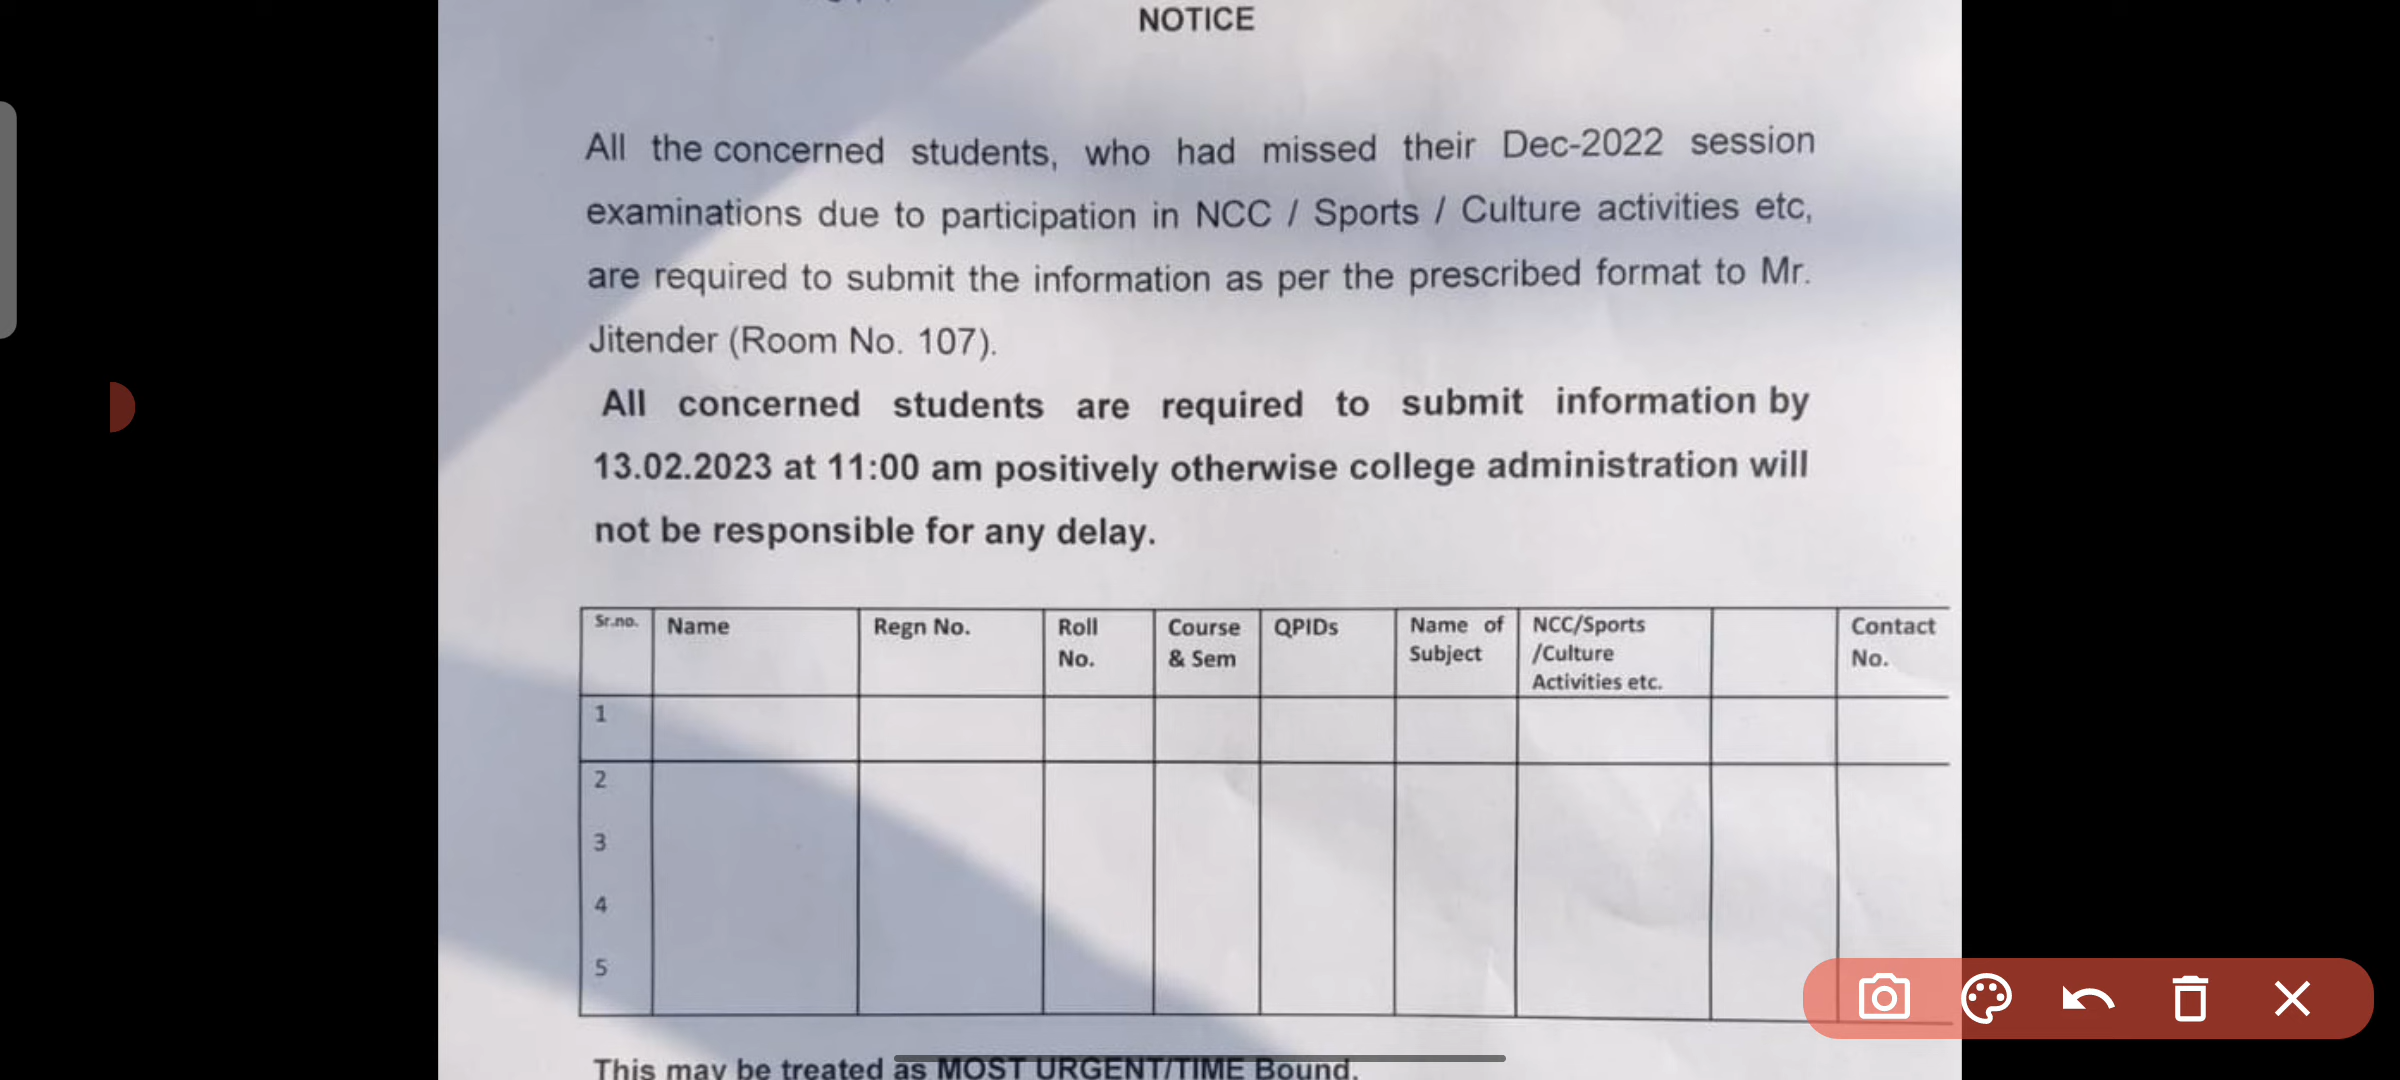 NOTICE
All the concerned students, who had missed their Dec-2022 session
examinations due to participation in NCC / Sports / Culture activities etc,
are required to submit the information as per the prescribed format to Mr.
Jitender (Room No. 107).
All concerned students are required to submit information by
13.02.2023 at 11:00 am positively otherwise college administration will
not be responsible for any delay.
Sr.no. Name Regn No. Roll No. Course & Sem QPIDs Name of Subject NCC/Sports /Culture Activities etc. Contact No.
1
2
3
4
5
This may be treated as MOST URGENT/TIME Bound.